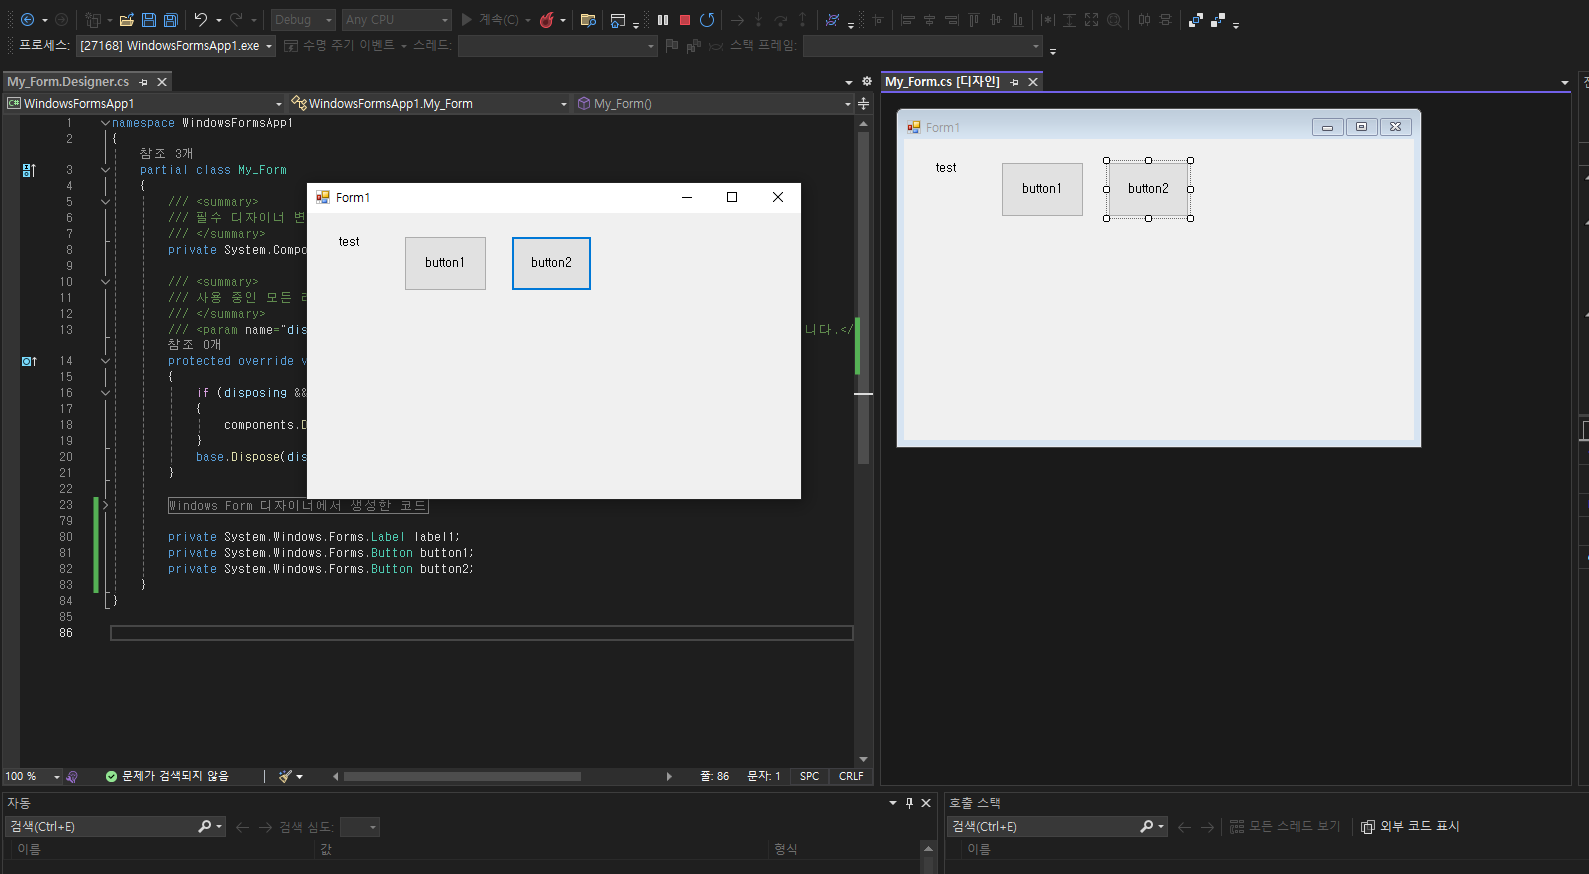 Debug
Any CPU
계속(C)
프로세스:
[27168] WindowsFormsApp1.exe
수명 주기 이벤트
스레드:
스택 프레임:
My_Form.Designer.cs
WindowsFormsApp1
WindowsFormsApp1.My_Form
My_Form()
1 namespace WindowsFormsApp1
2 {
참조 3개
3 partial class My_Form
4 {
5 /// <summary>
6 /// 필수 디자이너 변
7 /// </summary>
8 private System.Compo
9
10 /// <summary>
11 /// 사용 중인 모든
12 /// </summary>
13 /// <param name="dis 니다.</
참조 0개
14 protected override v
15 {
16 if (disposing &&
17 {
18 components.D
19 }
20 base.Dispose(dis
21 }
22
23 Windows Form 디자이너에서 생성한 코드
79
80 private System.Windows.Forms.Label label1;
81 private System.Windows.Forms.Button button1;
82 private System.Windows.Forms.Button button2;
83 }
84 }
85
86
Form1
test
button1
button2
100 %
문제가 검색되지 않음
줄: 86
문자: 1
SPC
CRLF
My_Form.cs [디자인]
Form1
test
button1
button2
자동
검색(Ctrl+E)
검색 심도:
이름
값
형식
호출 스택
검색(Ctrl+E)
모든 스레드 보기
외부 코드 표시
이름